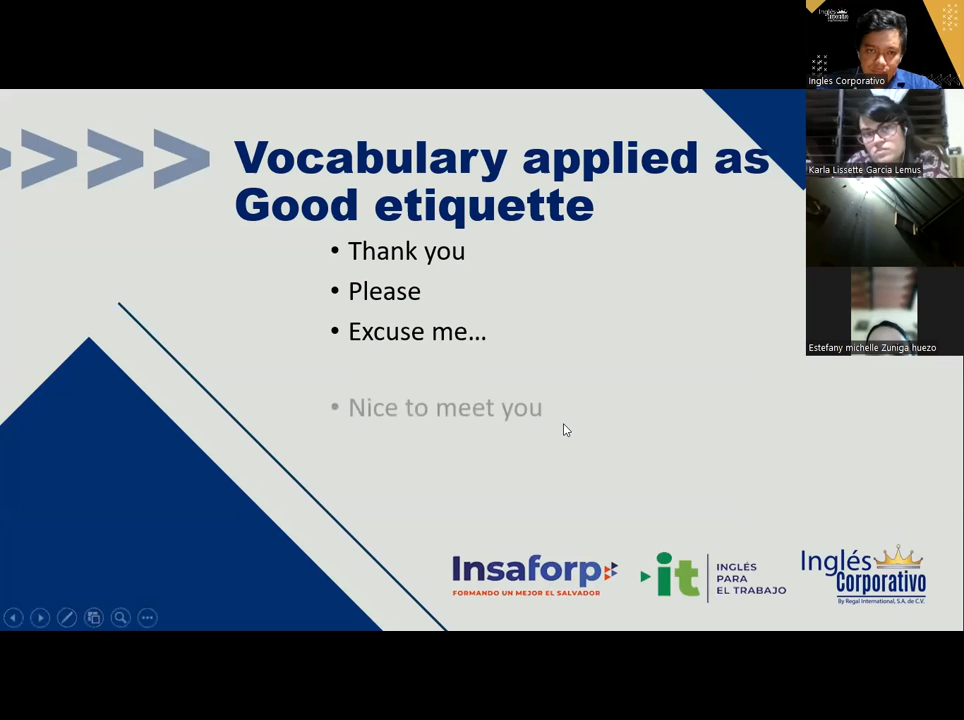 Vocabulary applied as
Good etiquette
• Thank you
• Please
• Excuse me...
• Nice to meet you
Insaforp
FORMANDO UN MEJOR EL SALVADOR
it
INGLÉS
PARA
EL TRABAJO
Inglés
Corporativo
By Regal International, S.A. de C.V.
Inglés
Ingles Corporativo
Karla Lissette Garcia Lemus
Estefany michelle Zuniga huezo